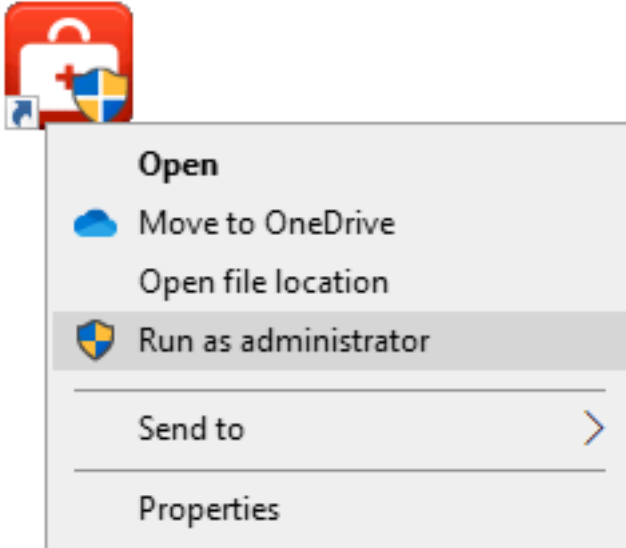 Open
Move to OneDrive
Open file location
Run as administrator
Send to
Properties